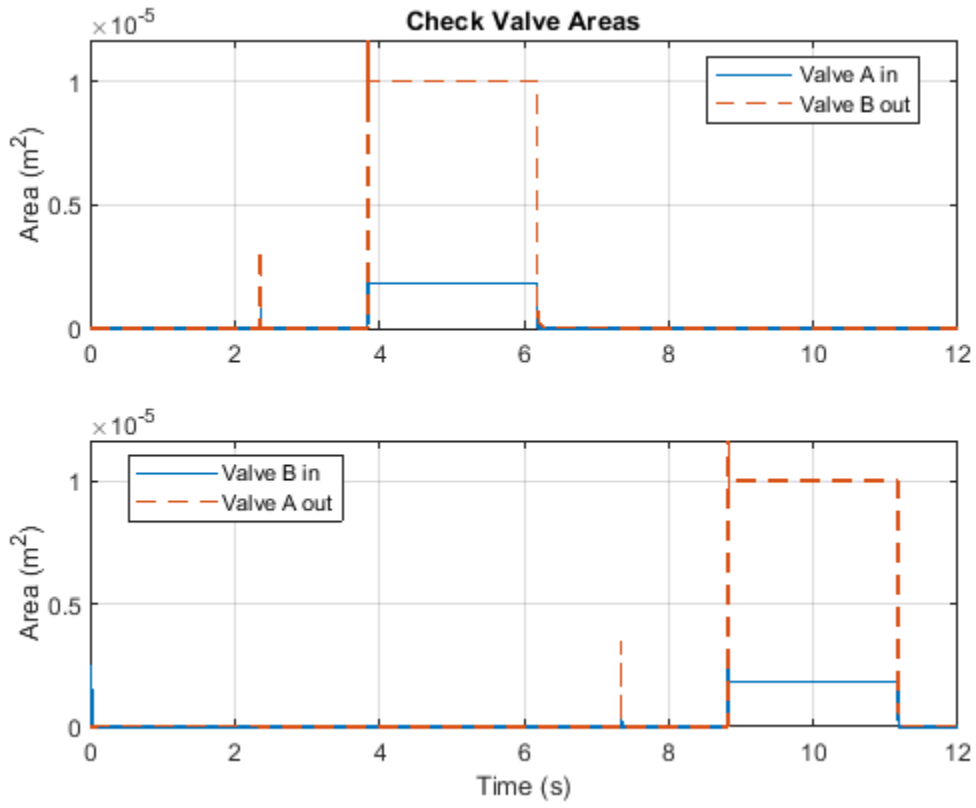 Check Valve Areas
×10^-5
Area (m^2)
1
0.5
0
0 2 4 6 8 10 12
Valve A in
Valve B out
×10^-5
Area (m^2)
1
0.5
0
0 2 4 6 8 10 12
Valve B in
Valve A out
Time (s)